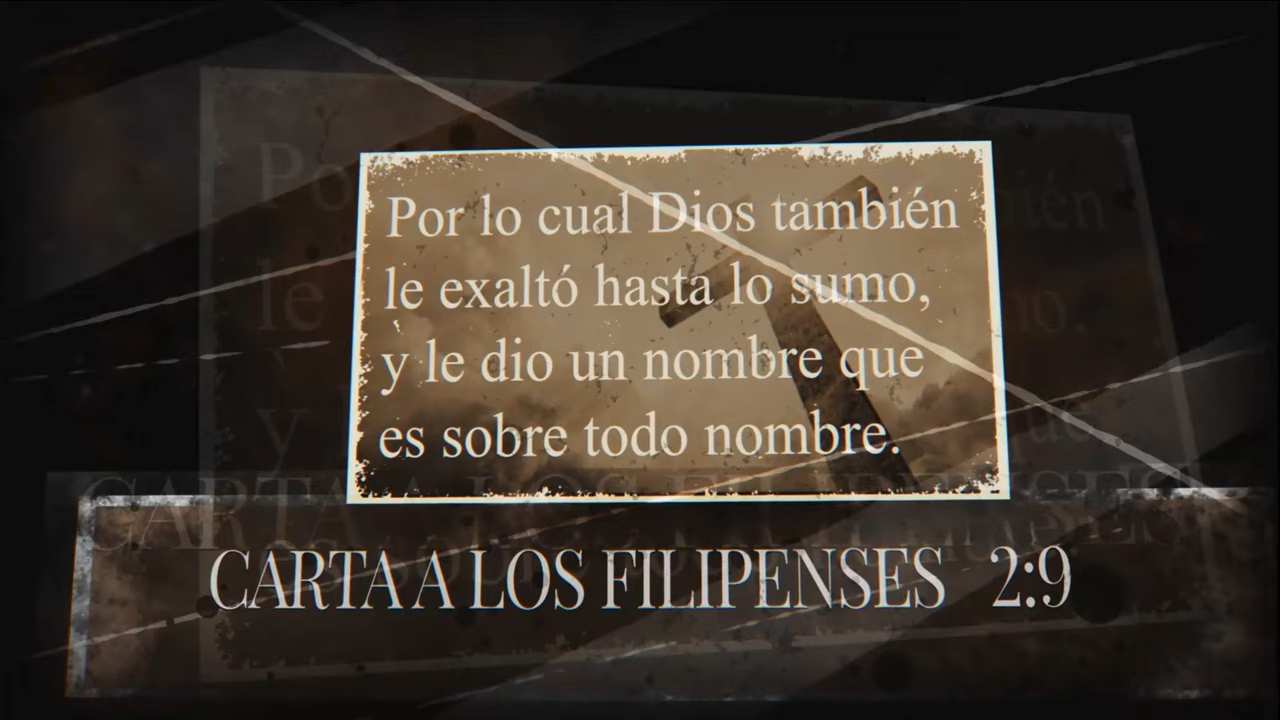 Por lo cual Dios también
le exaltó hasta lo sumo,
y le dio un nombre que
es sobre todo nombre.
CARTA A LOS FILIPENSES 2:9